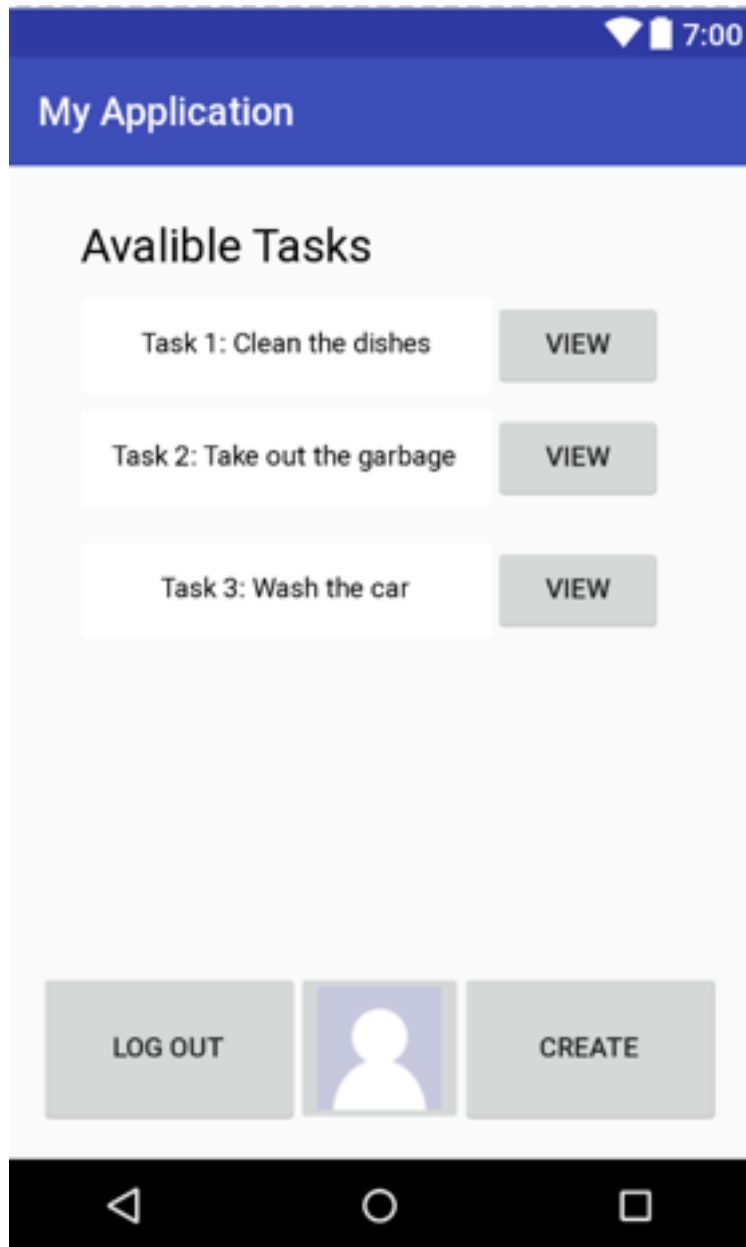 7:00
My Application
Avalible Tasks
Task 1: Clean the dishes VIEW
Task 2: Take out the garbage VIEW
Task 3: Wash the car VIEW
LOG OUT CREATE